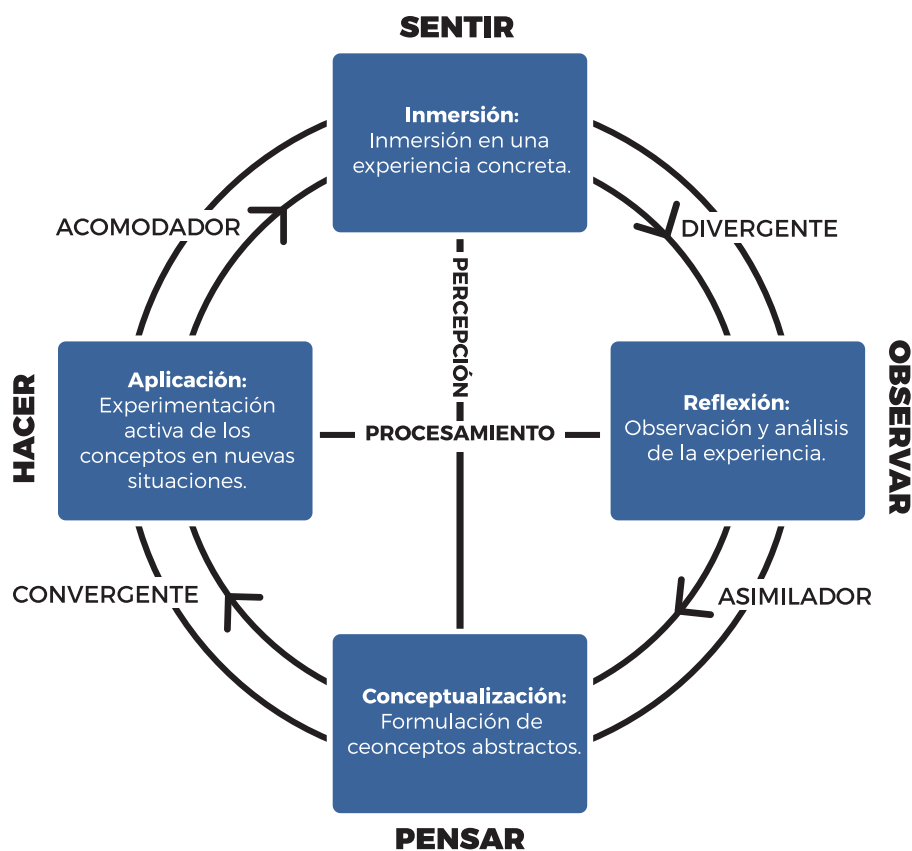 SENTIR
Inmersión:
Inmersión en una
experiencia concreta.
ACOMODADOR
DIVERGENTE
PERCEPCIÓN
HACER
Aplicación:
Experimentación
activa de los
conceptos en nuevas
situaciones.
PROCESAMIENTO
Reflexión:
Observación y análisis
de la experiencia.
OBSERVAR
CONVERGENTE
ASIMILADOR
Conceptualización:
Formulación de
ceonceptos abstractos.
PENSAR